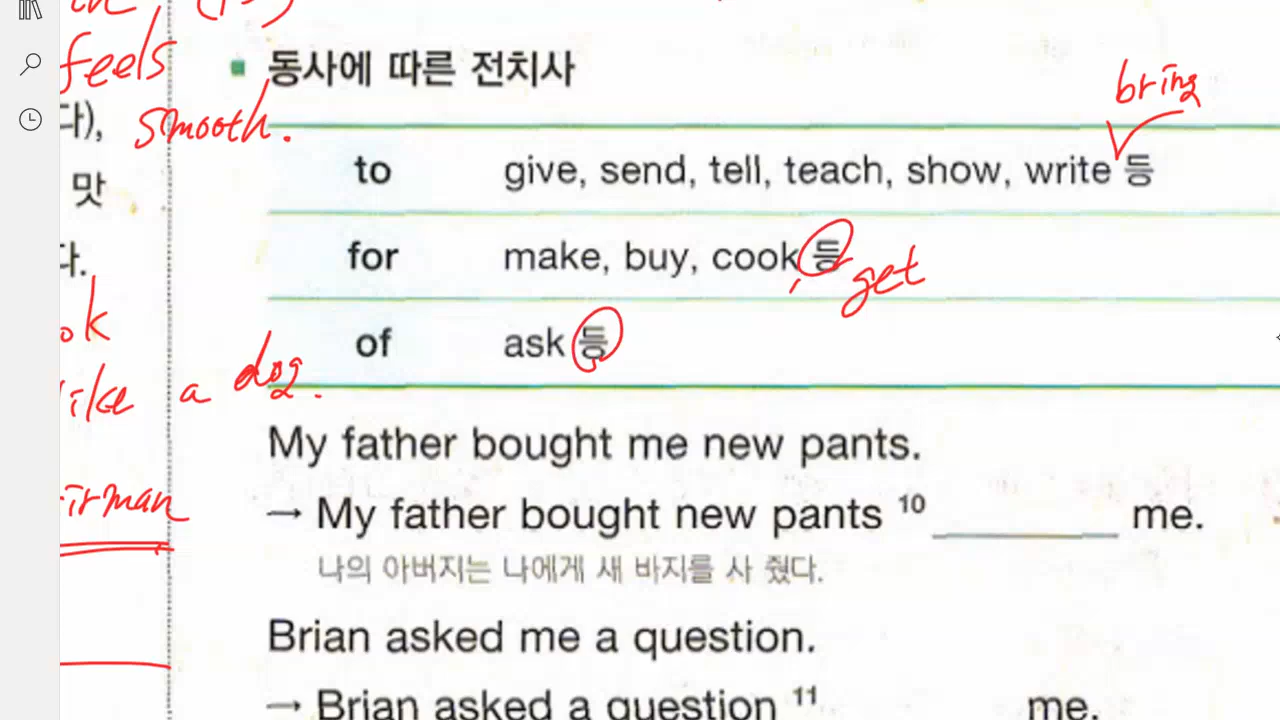 feels
smooth.
다),
맛
다.
like a dog.
동사에 따른 전치사
bring
to give, send, tell, teach, show, write 등
for make, buy, cook, 등 get
of ask 등
My father bought me new pants.
→ My father bought new pants 10 ________ me.
나의 아버지는 나에게 새 바지를 사 줬다.
Brian asked me a question.
→ Brian asked a question 11 me.